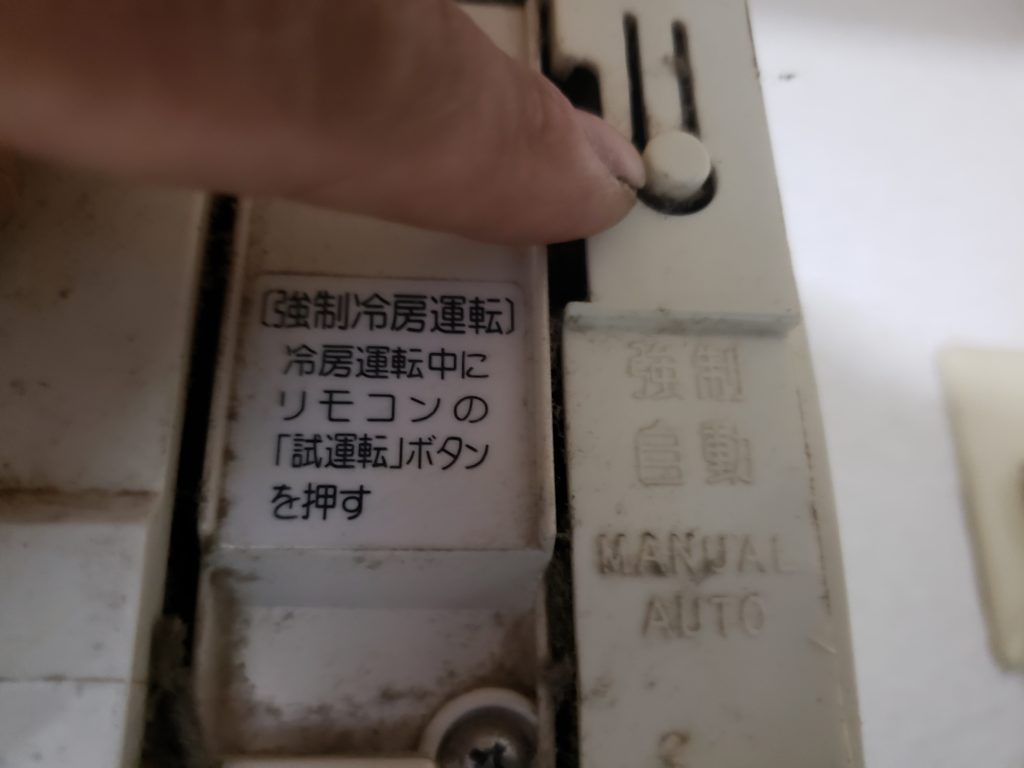 〔強制冷房運転〕
冷房運転中に
リモコンの
「試運転」ボタン
を押す
強制
自動
MANUAL
AUTO